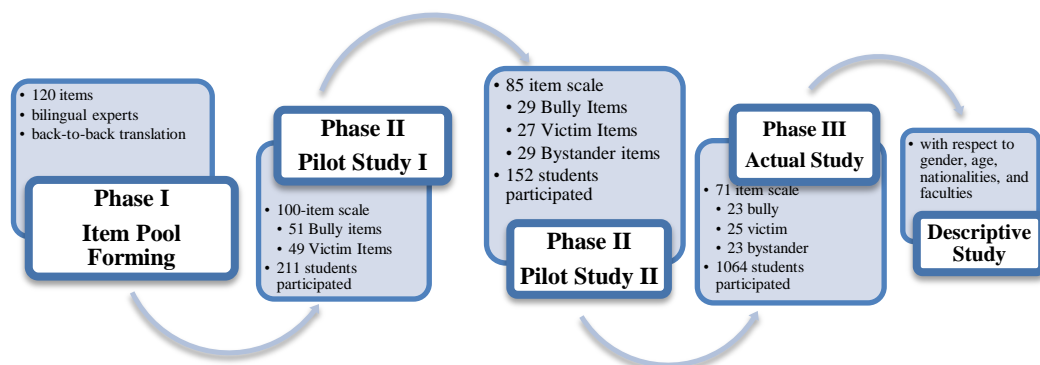 • 120 items
• bilingual experts
• back-to-back translation
Phase I
Item Pool
Forming
Phase II
Pilot Study I
• 100-item scale
• 51 Bully items
• 49 Victim Items
• 211 students
participated
• 85 item scale
• 29 Bully Items
• 27 Victim Items
• 29 Bystander items
• 152 students
participated
Phase II
Pilot Study II
Phase III
Actual Study
• 71 item scale
• 23 bully
• 25 victim
• 23 bystander
• 1064 students
participated
• with respect to
gender, age,
nationalities, and
faculties
Descriptive
Study